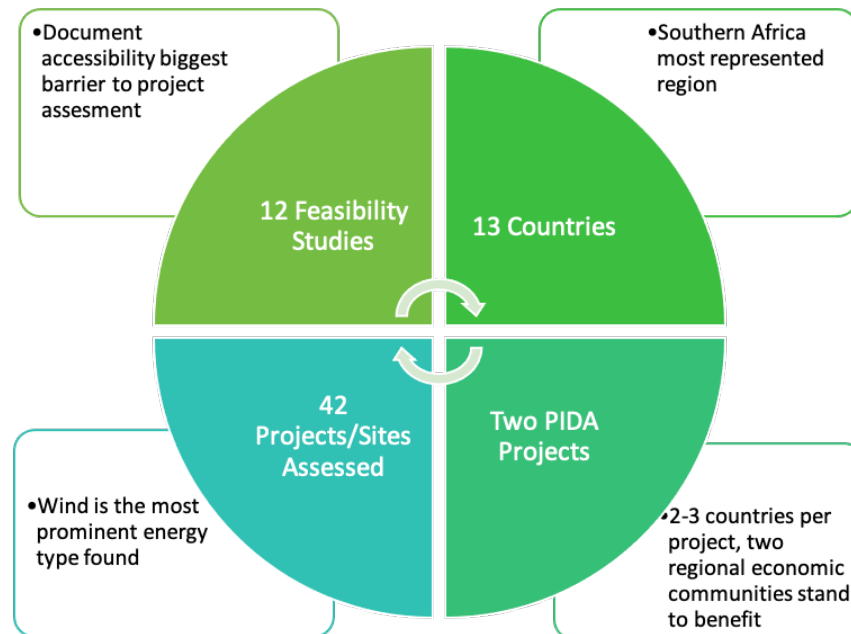 •Document
accessibility biggest
barrier to project
assesment
•Southern Africa
most represented
region
12 Feasibility
Studies
13 Countries
42
Projects/Sites
Assessed
Two PIDA
Projects
•Wind is the most
prominent energy
type found
•2-3 countries per
project, two
regional economic
communities stand
to benefit